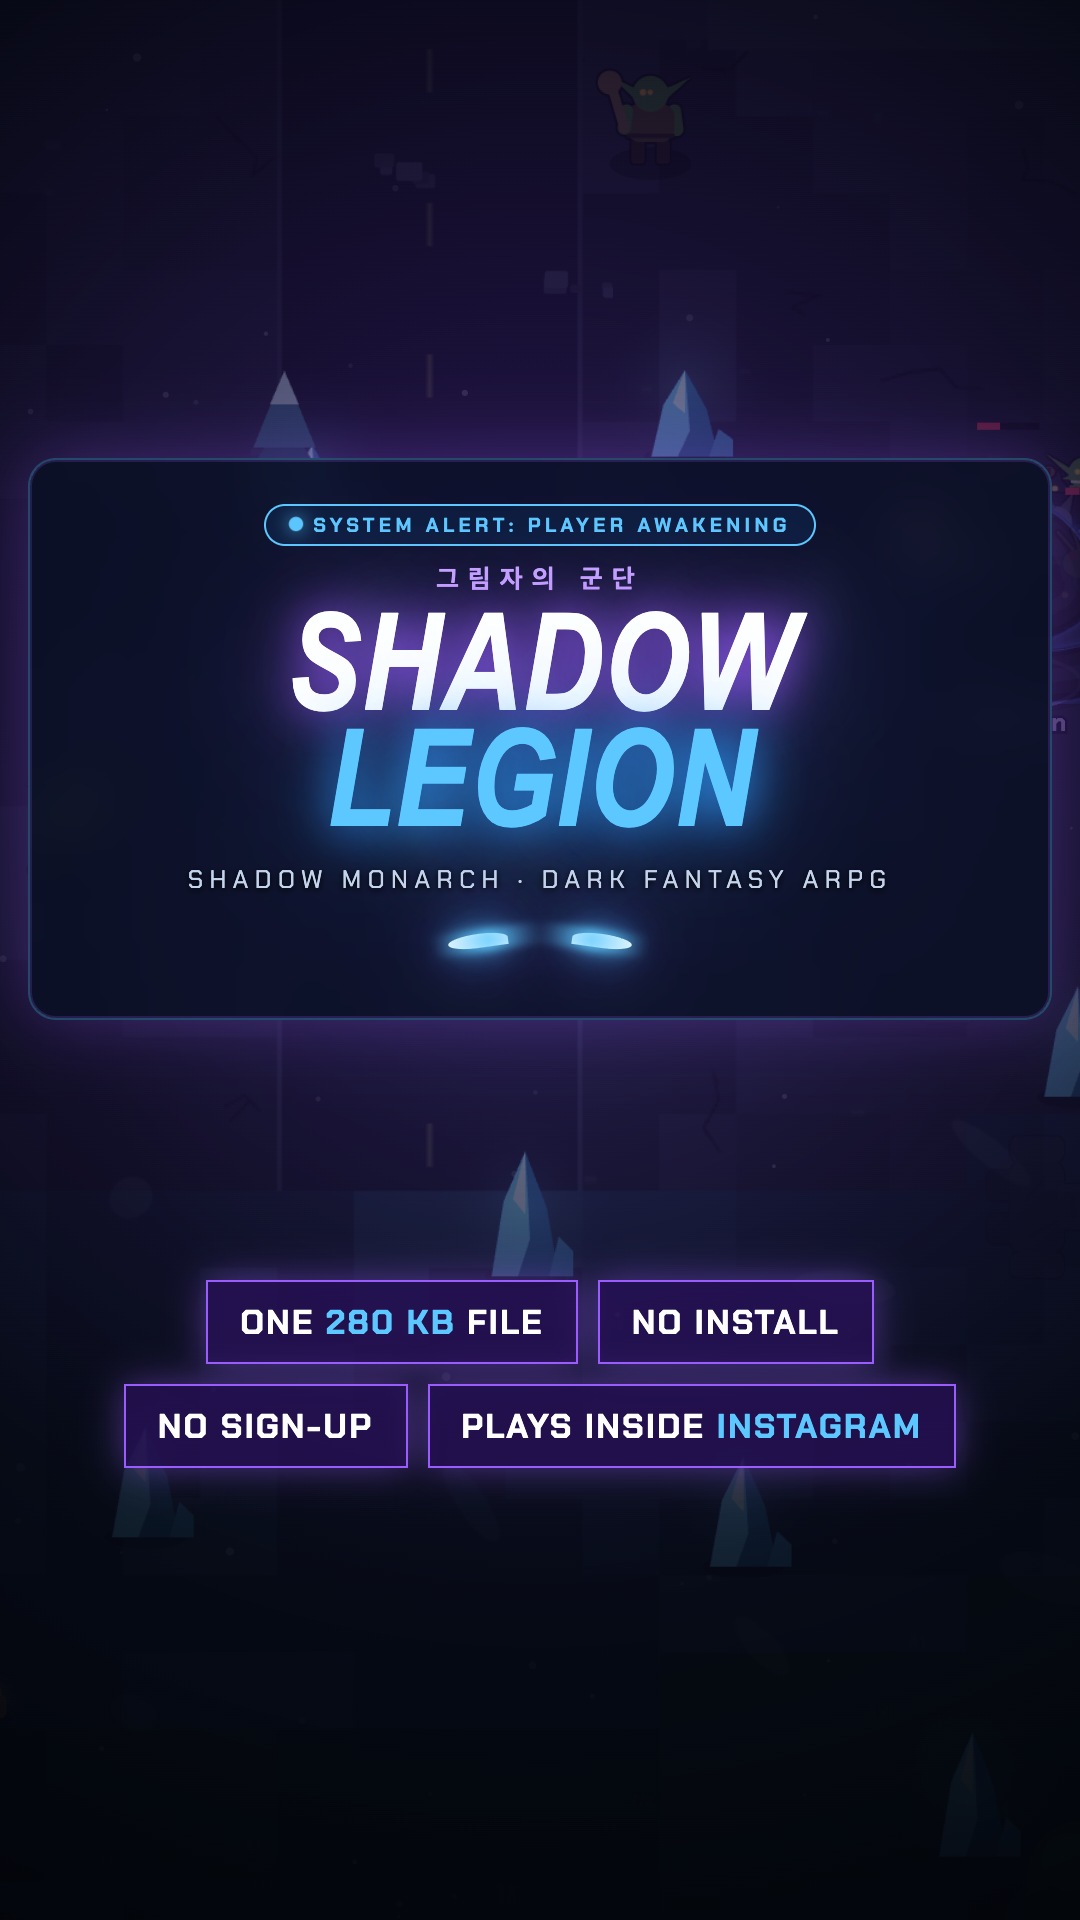 SYSTEM ALERT: PLAYER AWAKENING
그림자의 군단
SHADOW
LEGION
SHADOW MONARCH · DARK FANTASY ARPG
ONE 280 KB FILE
NO INSTALL
NO SIGN-UP
PLAYS INSIDE INSTAGRAM